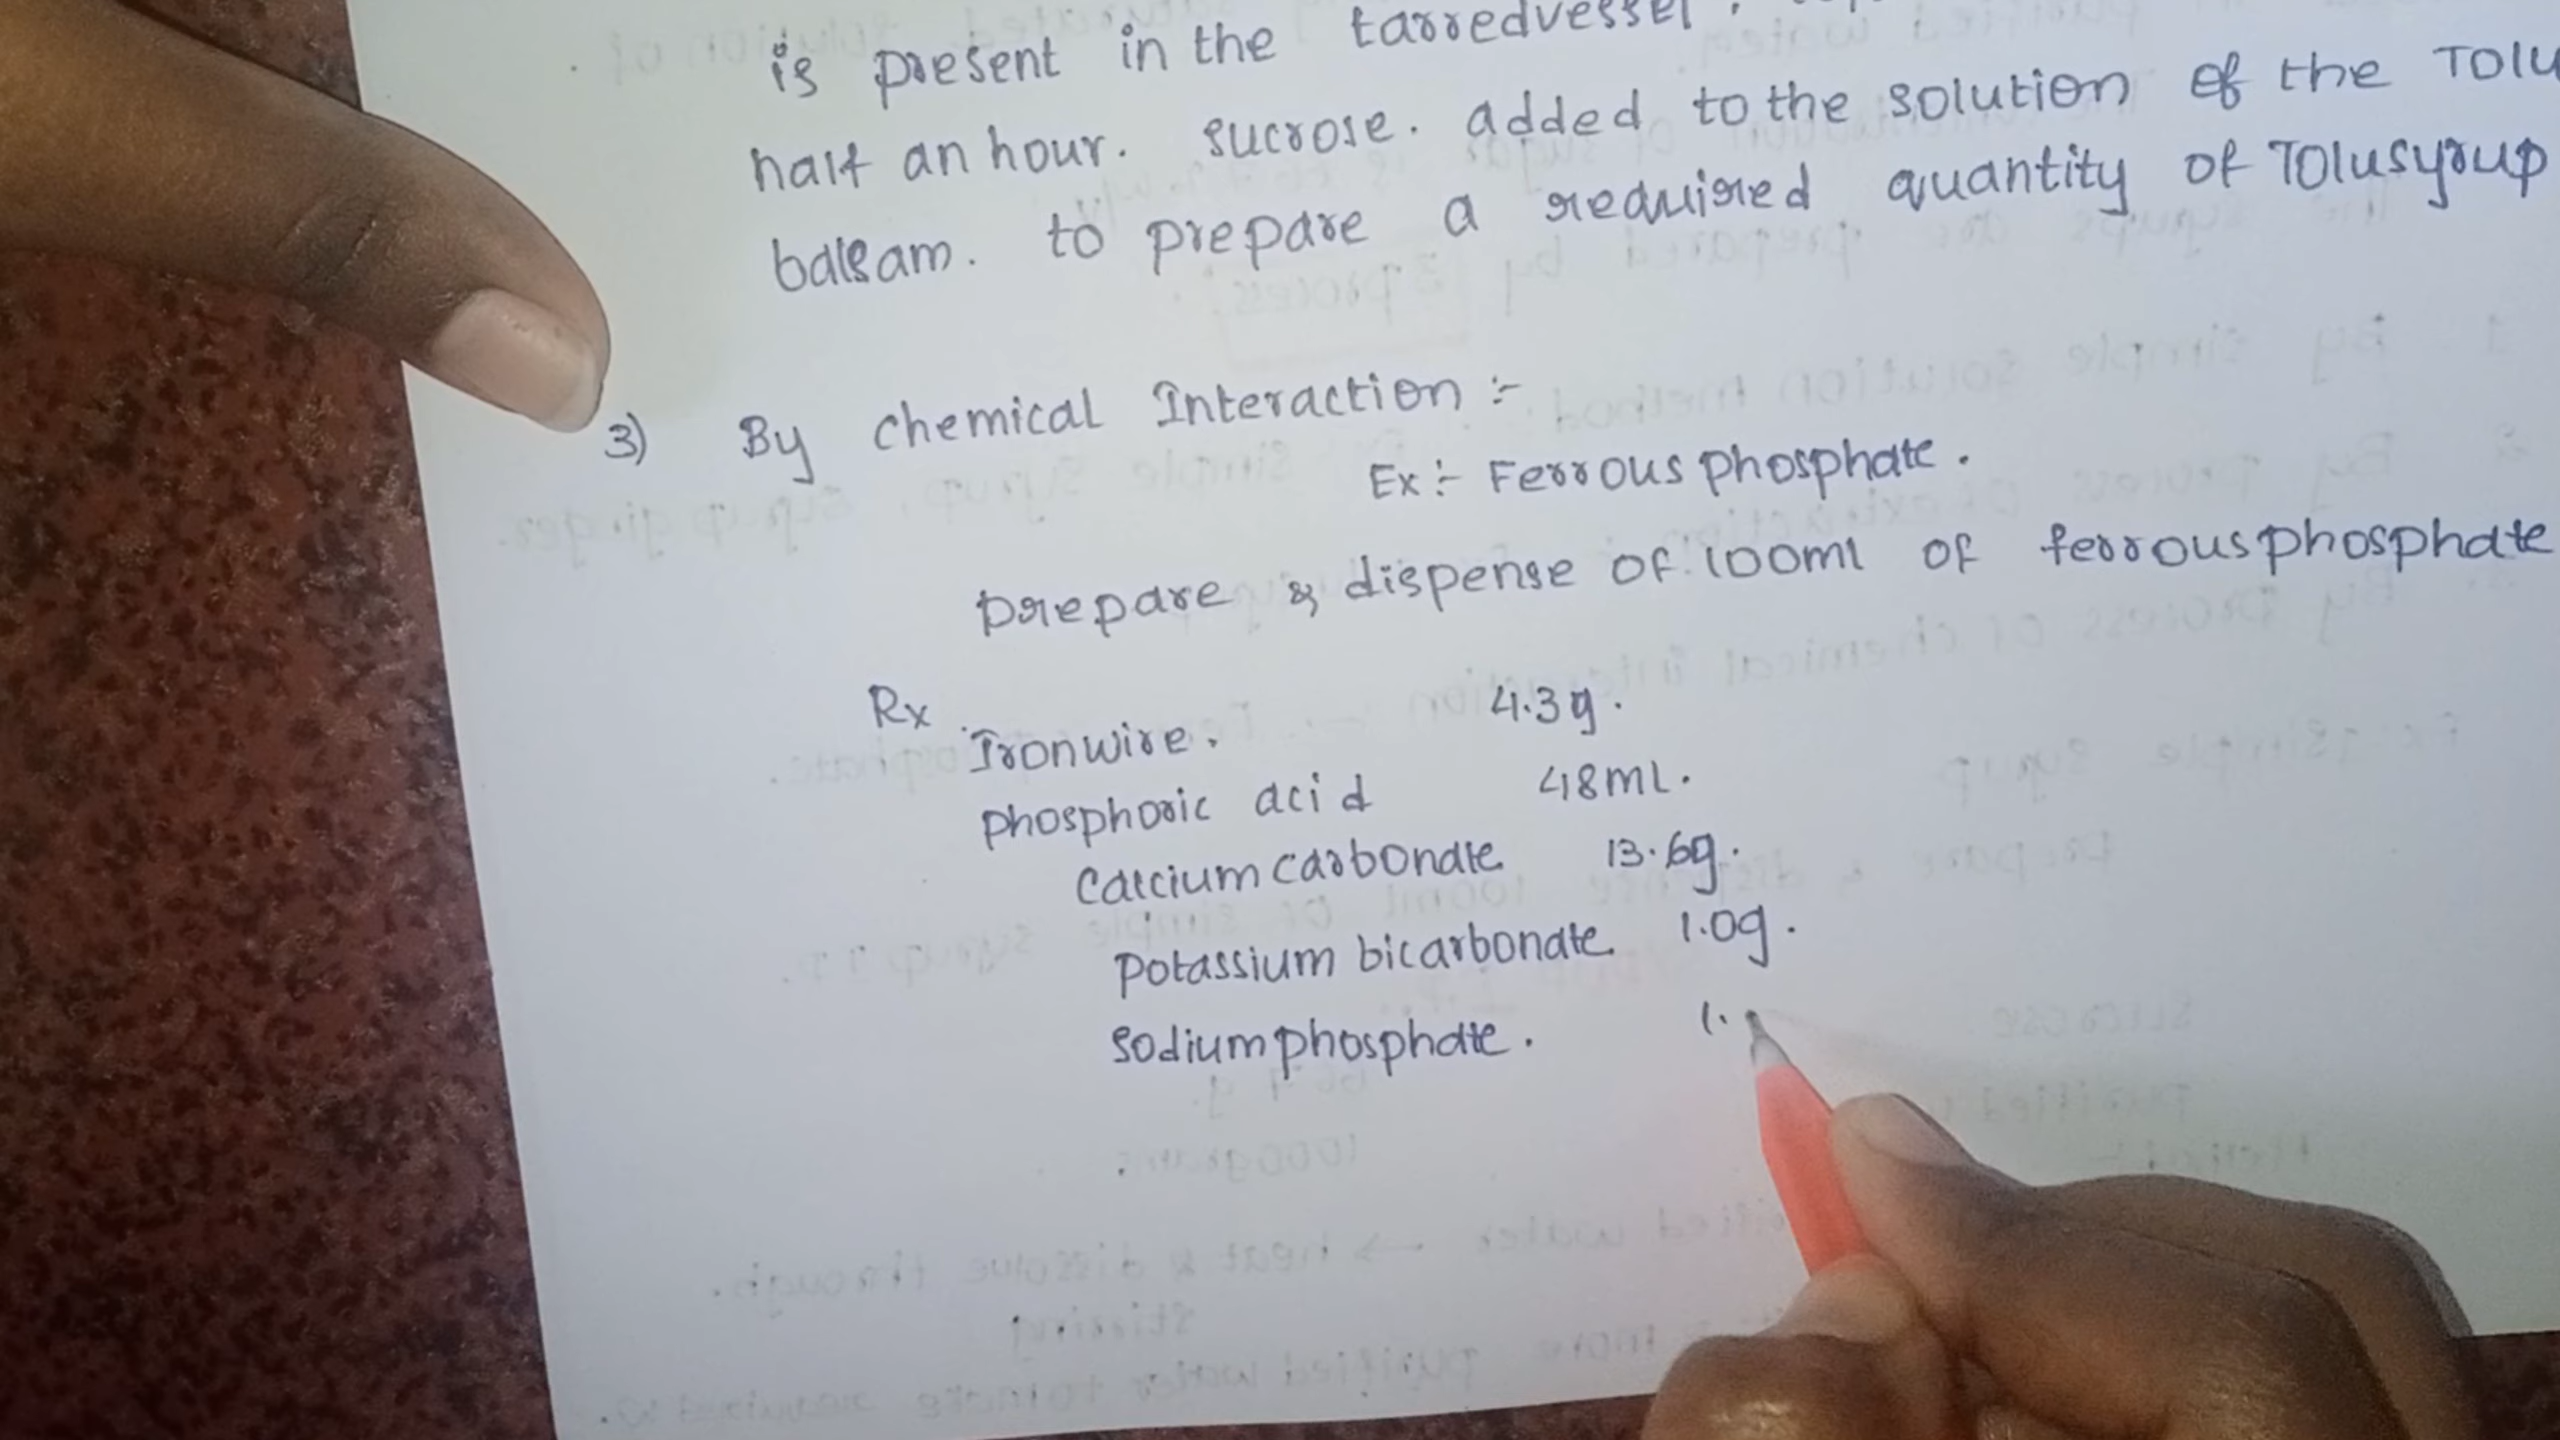 is present in the tarredvessel.
half an hour. sucrose. added to the solution of the Tolu
balsam. to prepare a required quantity of Tolusyrup
3) By chemical Interaction :-
Ex :- Ferrous phosphate.
prepare & dispense of 100ml of ferrousphosphate
Rx
Ironwire. 4.3g.
phosphoric acid 48ml.
calcium carbonate 13.6g.
potassium bicarbonate 1.0g.
sodium phosphate. 1.